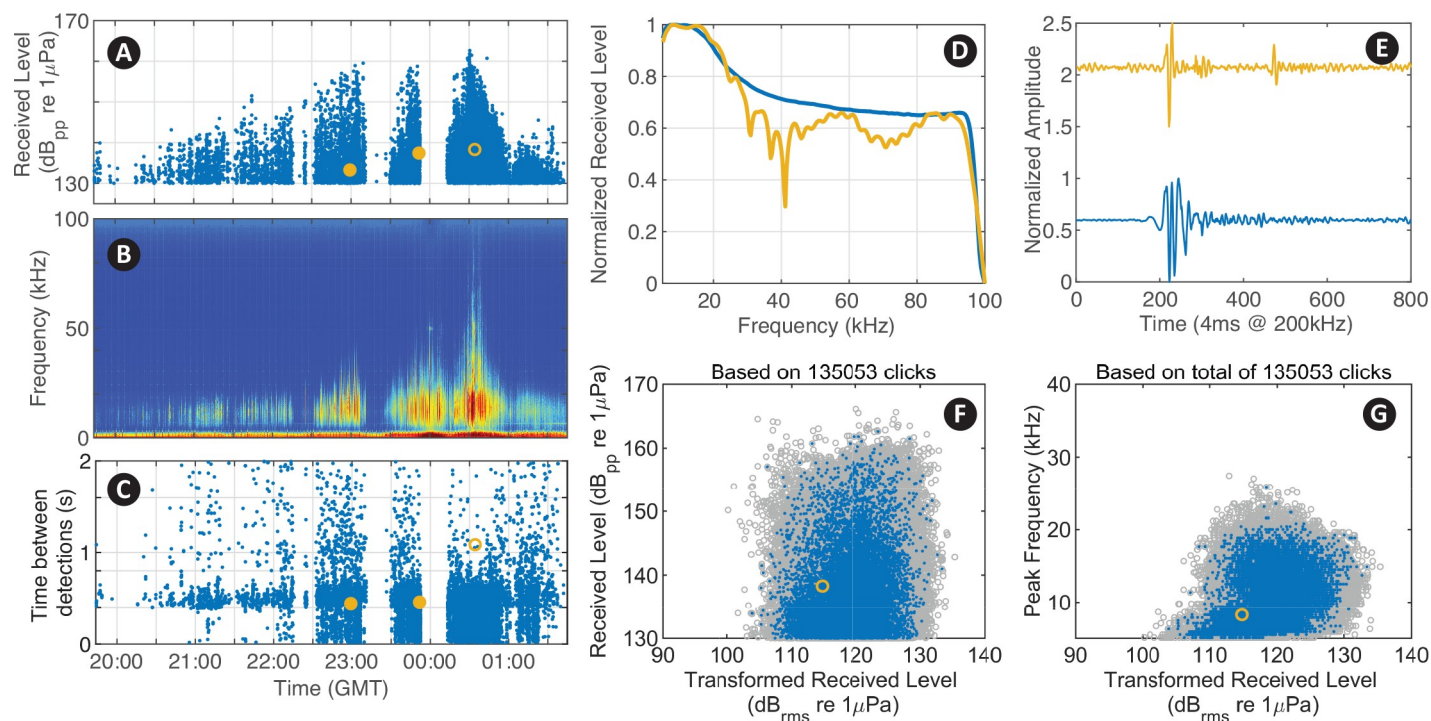 A
170
130
Received Level
(dBpp re 1μPa)
B
100
50
0
Frequency (kHz)
C
2
1
0
Time between
detections (s)
20:00 21:00 22:00 23:00 00:00 01:00
Time (GMT)
D
1
0.8
0.6
0.4
0.2
0
Normalized Received Level
20 40 60 80 100
Frequency (kHz)
E
2.5
2
1.5
1
0.5
0
Normalized Amplitude
0 200 400 600 800
Time (4ms @ 200kHz)
Based on 135053 clicks
F
170
160
150
140
130
Received Level (dBpp re 1μPa)
90 100 110 120 130 140
Transformed Received Level
(dBrms re 1μPa)
Based on total of 135053 clicks
G
40
30
20
10
Peak Frequency (kHz)
90 100 110 120 130 140
Transformed Received Level
(dBrms re 1μPa)